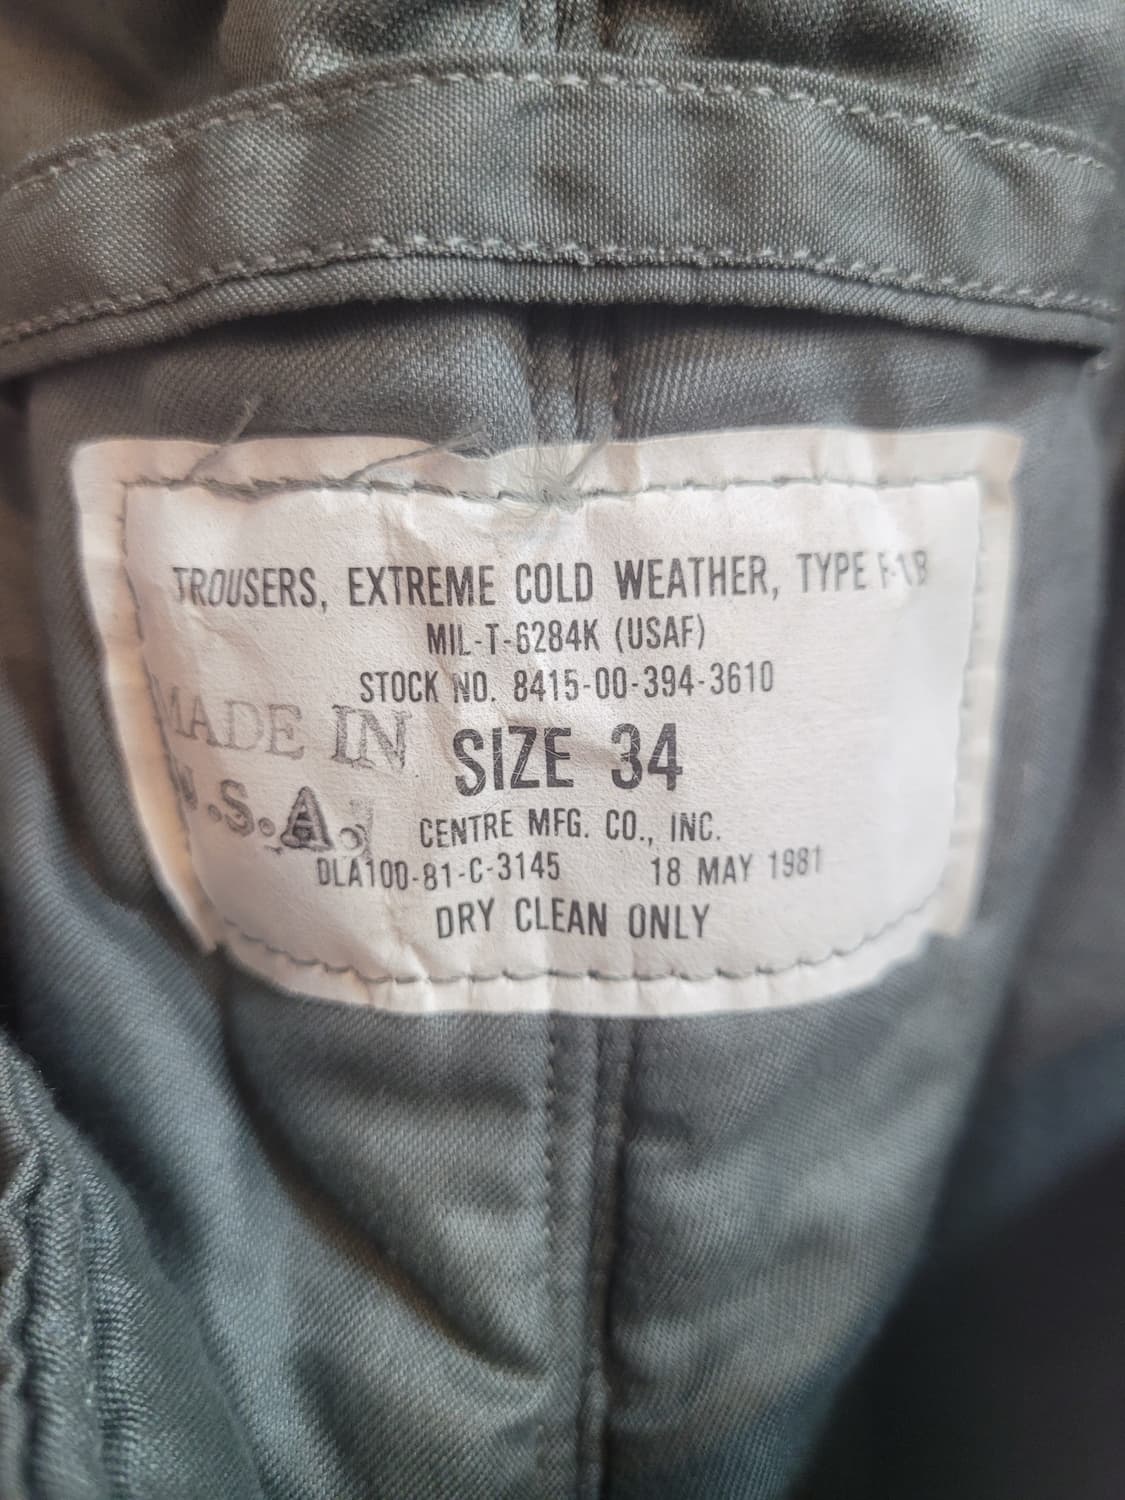 TROUSERS, EXTREME COLD WEATHER, TYPE F-1B
MIL-T-6284K (USAF)
STOCK NO. 8415-00-394-3610
MADE IN
U.S.A.
SIZE 34
CENTRE MFG. CO., INC.
DLA100-81-C-3145 18 MAY 1981
DRY CLEAN ONLY